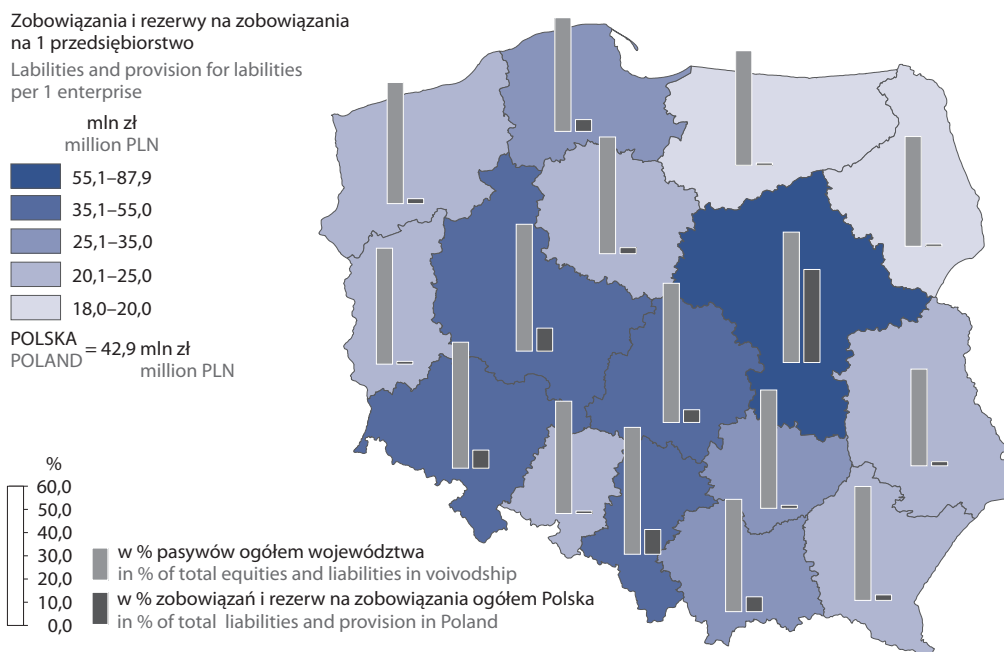 Zobowiązania i rezerwy na zobowiązania
na 1 przedsiębiorstwo
Labilities and provision for labilities
per 1 enterprise
mln zł
million PLN
55,1–87,9
35,1–55,0
25,1–35,0
20,1–25,0
18,0–20,0
POLSKA = 42,9 mln zł
POLAND million PLN
%
60,0
50,0
40,0
30,0
20,0
10,0
0,0
w % pasywów ogółem województwa
in % of total equities and liabilities in voivodship
w % zobowiązań i rezerw na zobowiązania ogółem Polska
in % of total liabilities and provision in Poland